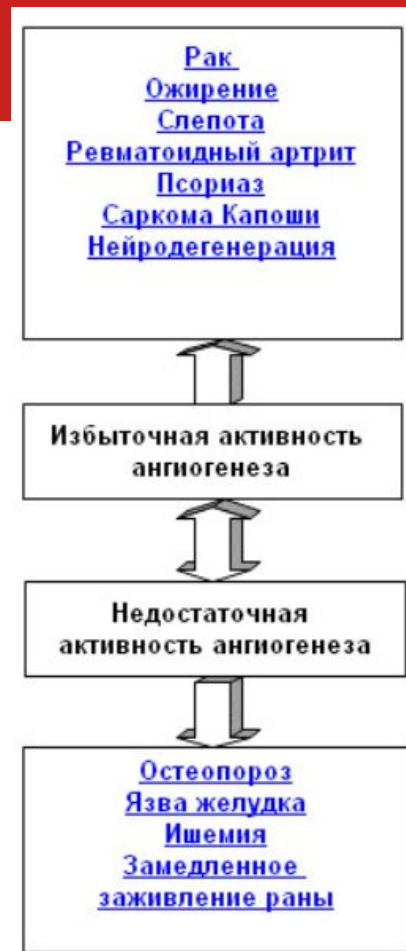 Рак
Ожирение
Слепота
Ревматоидный артрит
Псориаз
Саркома Капоши
Нейродегенерация
Избыточная активность
ангиогенеза
Недостаточная
активность ангиогенеза
Остеопороз
Язва желудка
Ишемия
Замедленное
заживление раны